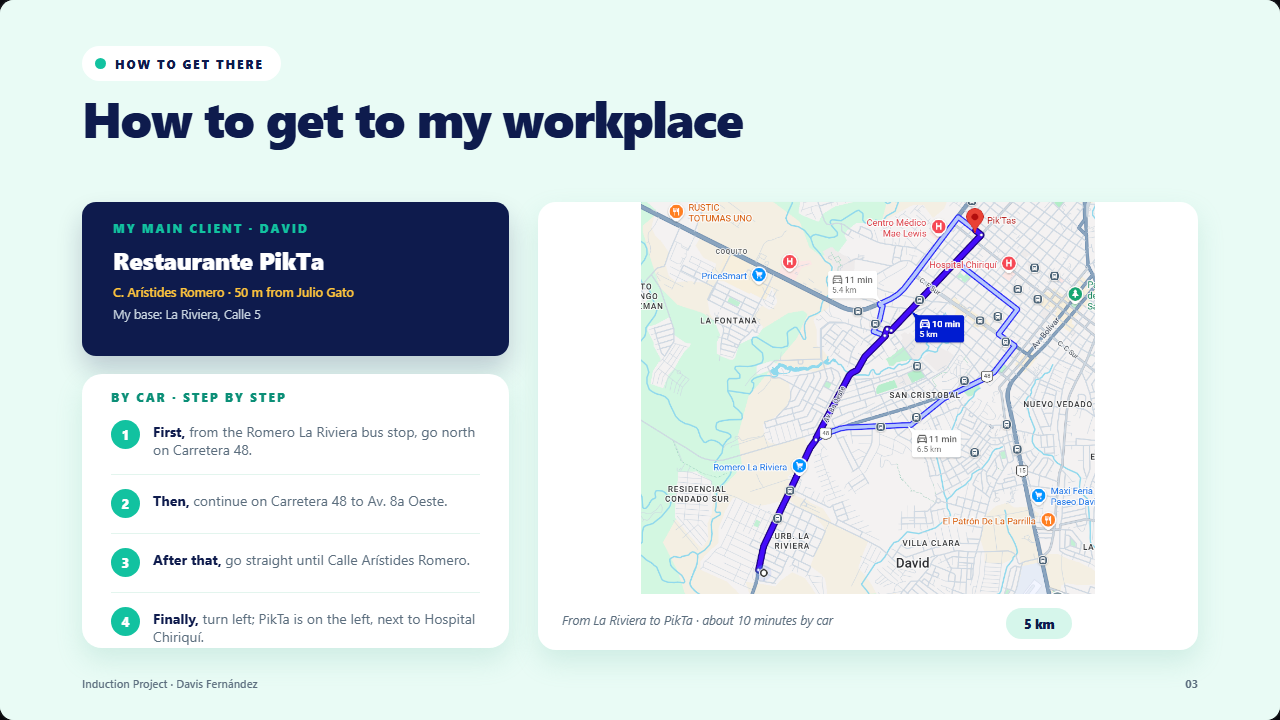 HOW TO GET THERE
How to get to my workplace
MY MAIN CLIENT · DAVID
Restaurante PikTa
C. Arístides Romero · 50 m from Julio Gato
My base: La Riviera, Calle 5
BY CAR · STEP BY STEP
1
First, from the Romero La Riviera bus stop, go north
on Carretera 48.
2
Then, continue on Carretera 48 to Av. 8a Oeste.
3
After that, go straight until Calle Arístides Romero.
4
Finally, turn left; PikTa is on the left, next to Hospital
Chiriquí.
RUSTIC
TOTUMAS UNO
Centro Médico
Mae Lewis
PikTas
COQUITO
Hospital Chiriquí
PriceSmart
11 min
5.4 km
LA FONTANA
10 min
5 km
Av. Bolívar
C. C Sur
48
SAN CRISTOBAL
NUEVO VEDADO
48
11 min
6.5 km
Romero La Riviera
15
RESIDENCIAL
CONDADO SUR
Maxi Feria
Paseo Davi
El Patrón De La Parrilla
URB. LA
RIVIERA
VILLA CLARA
LA
David
From La Riviera to PikTa · about 10 minutes by car
5 km
Induction Project · Davis Fernández
03